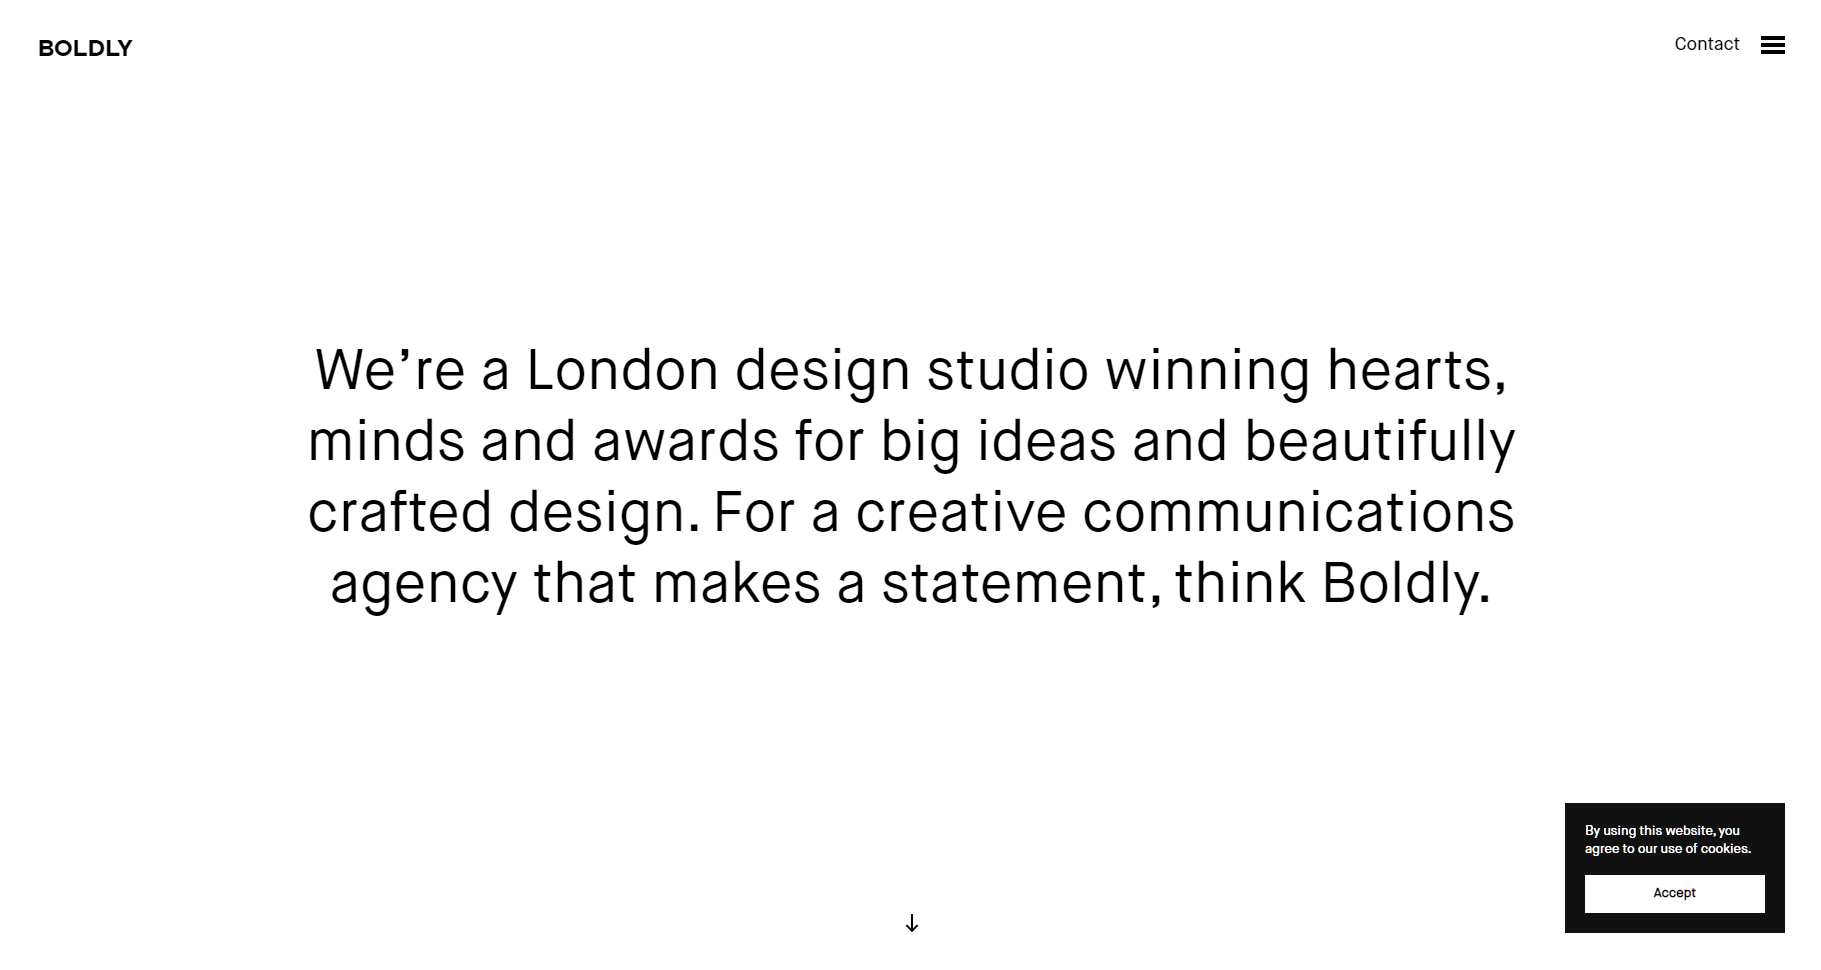 BOLDLY
Contact
We’re a London design studio winning hearts,
minds and awards for big ideas and beautifully
crafted design. For a creative communications
agency that makes a statement, think Boldly.
By using this website, you
agree to our use of cookies.
Accept